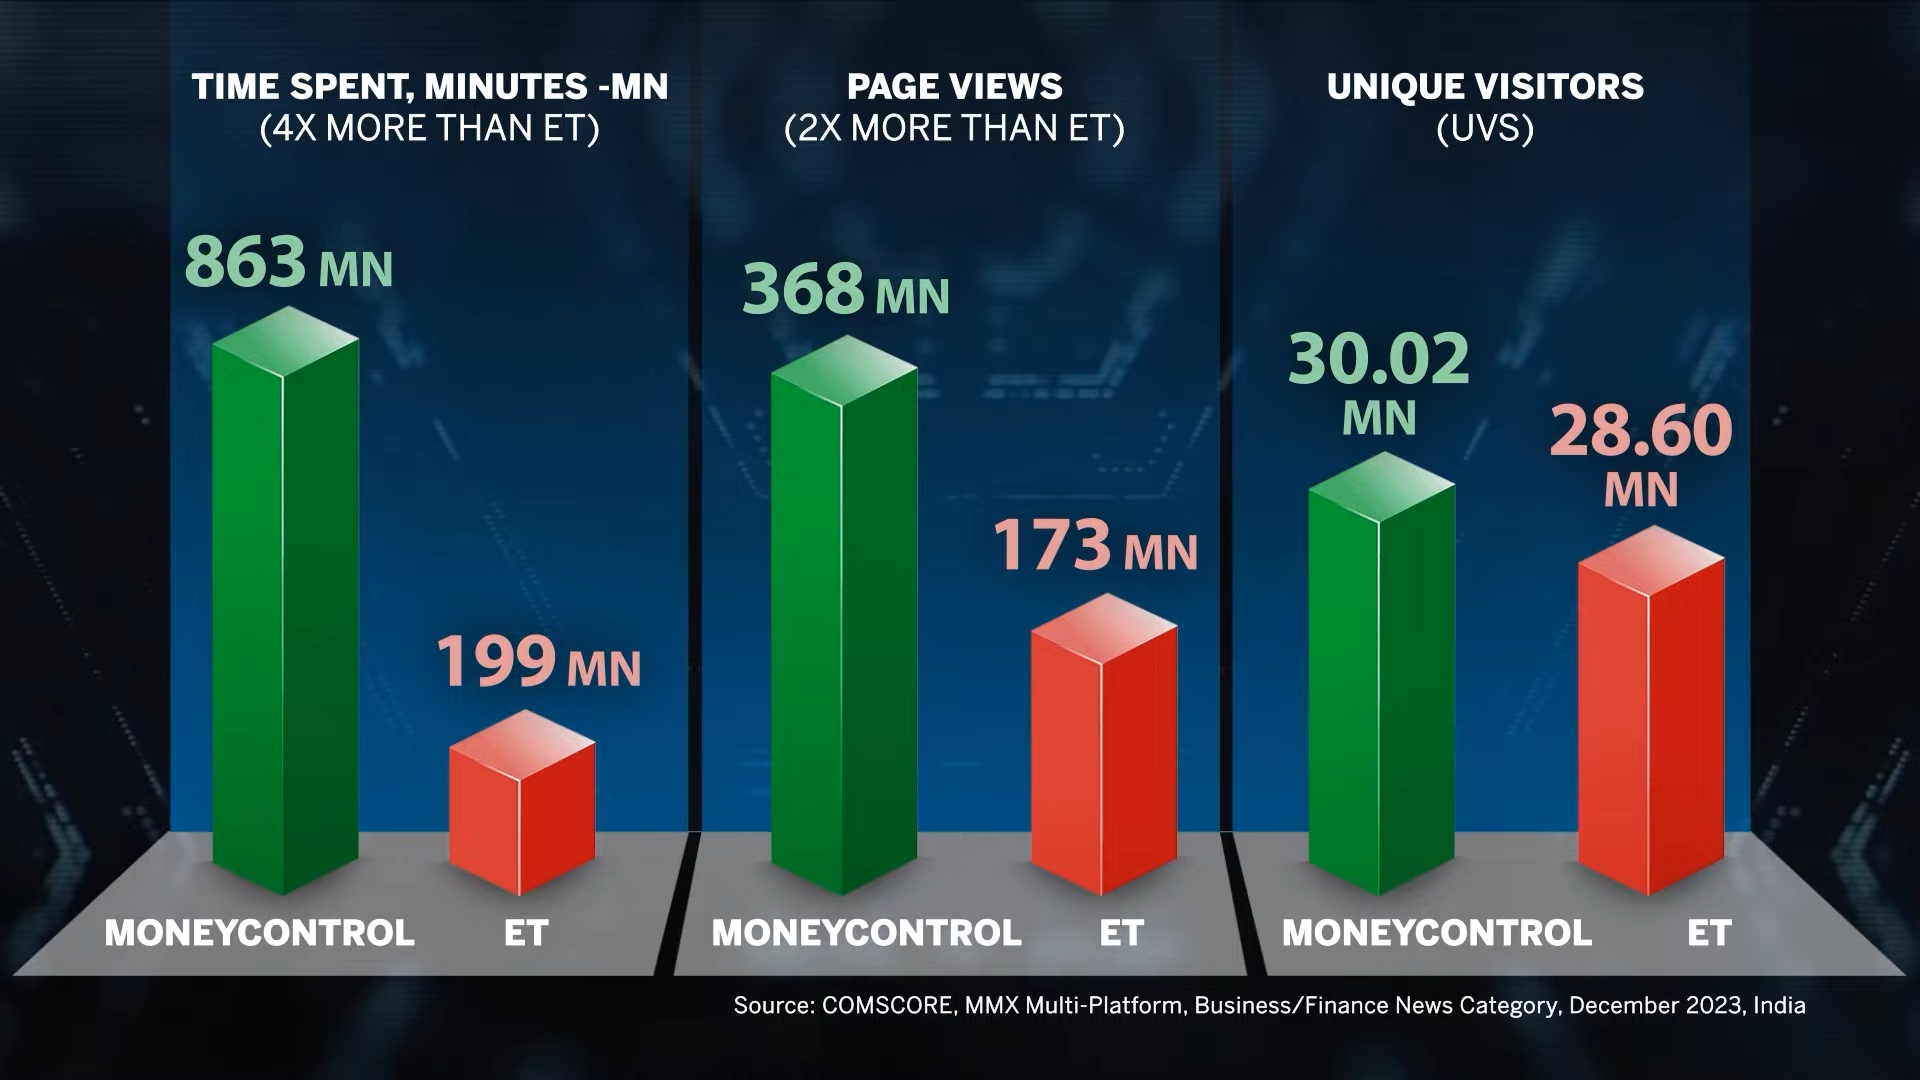 TIME SPENT, MINUTES -MN
(4X MORE THAN ET)
863 MN
199 MN
MONEYCONTROL
ET
PAGE VIEWS
(2X MORE THAN ET)
368 MN
173 MN
MONEYCONTROL
ET
UNIQUE VISITORS
(UVS)
30.02
MN
28.60
MN
MONEYCONTROL
ET
Source: COMSCORE, MMX Multi-Platform, Business/Finance News Category, December 2023, India